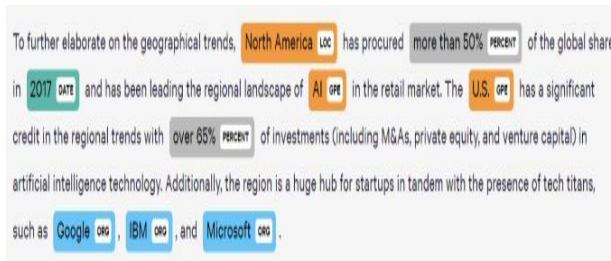 To further elaborate on the geographical trends, North America LOC has procured more than 50% PERCENT of the global share
in 2017 DATE and has been leading the regional landscape of AI GPE in the retail market. The U.S. GPE has a significant
credit in the regional trends with over 65% PERCENT of investments (including M&As, private equity, and venture capital) in
artificial intelligence technology. Additionally, the region is a huge hub for startups in tandem with the presence of tech titans,
such as Google ORG , IBM ORG , and Microsoft ORG .